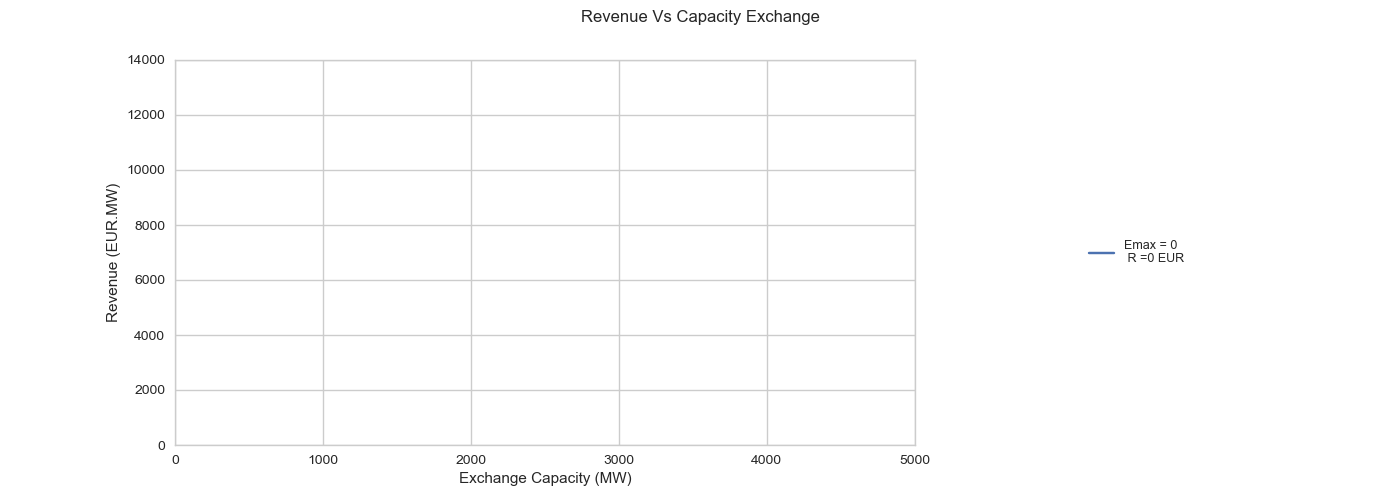 Revenue Vs Capacity Exchange
14000
12000
10000
8000
6000
4000
2000
0
Revenue (EUR.MW)
0 1000 2000 3000 4000 5000
Exchange Capacity (MW)
Emax = 0
R =0 EUR